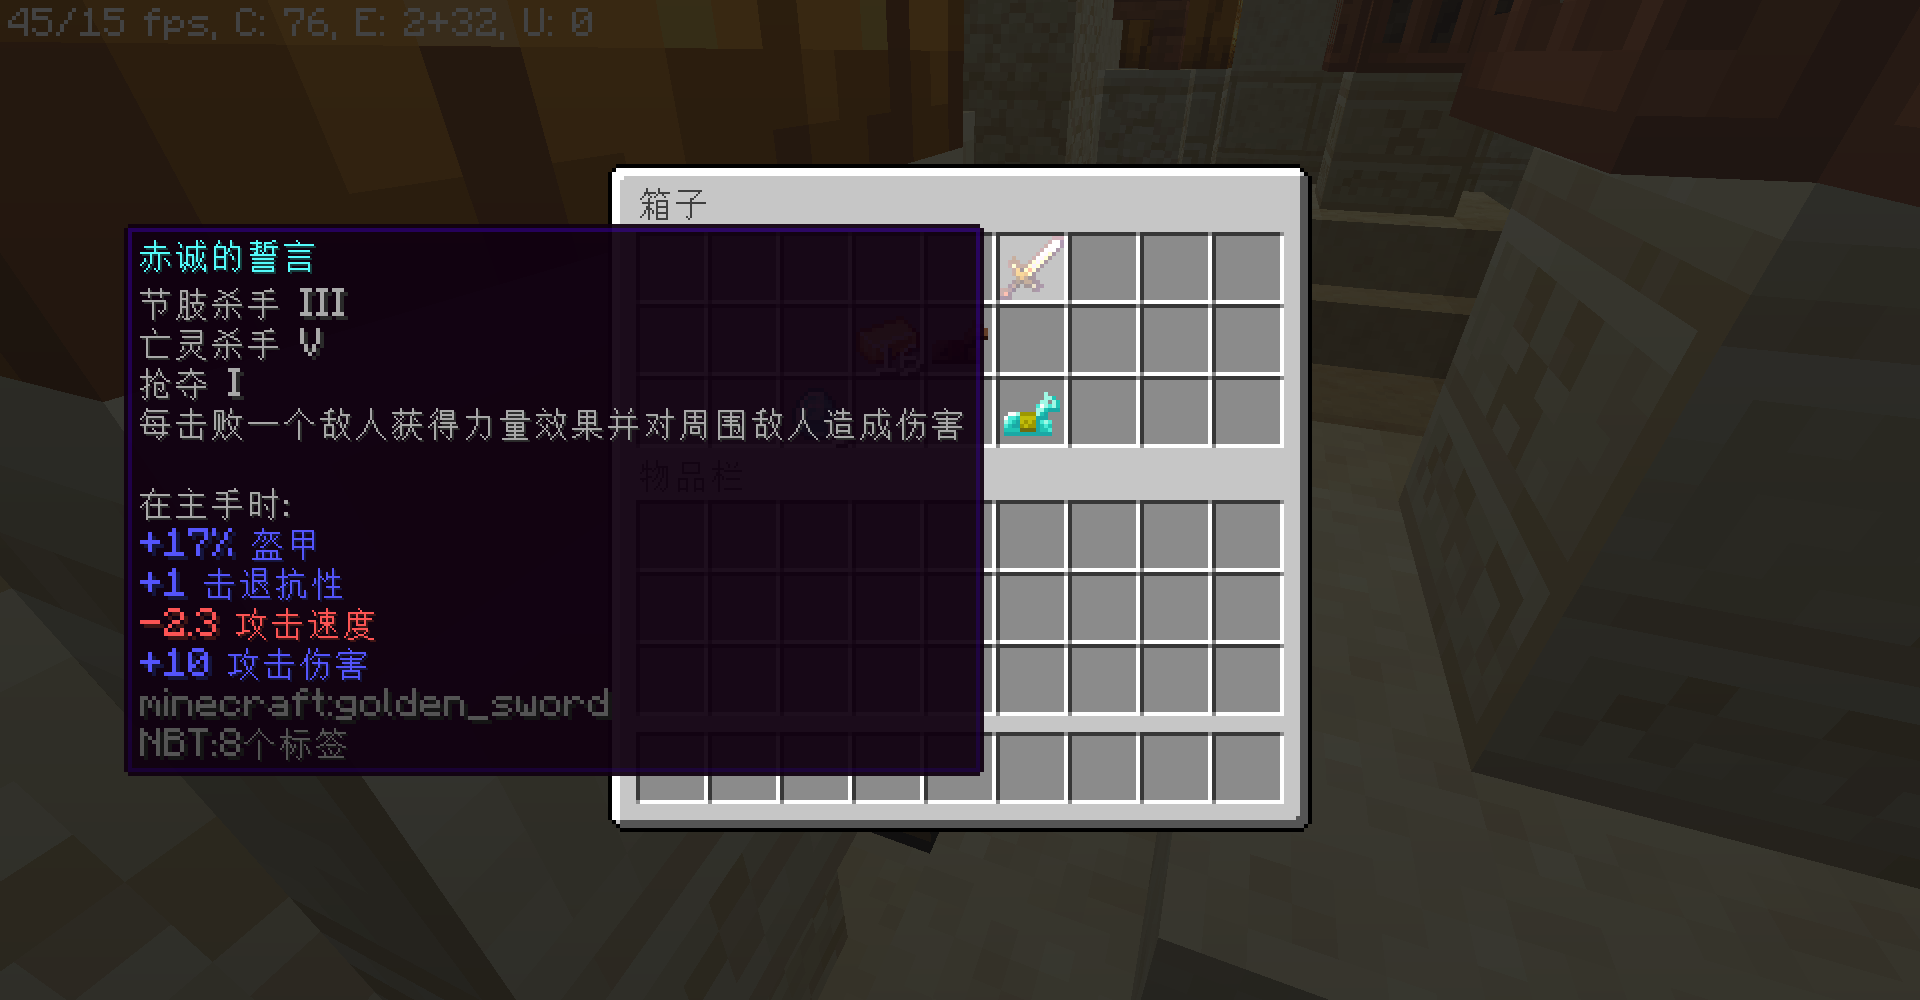 45/15 fps, C: 76, E: 2+32, U: 0
箱子
赤诚的誓言
节肢杀手 III
亡灵杀手 V
抢夺 I
每击败一个敌人获得力量效果并对周围敌人造成伤害
物品栏
在主手时:
+17% 盔甲
+1 击退抗性
-2.3 攻击速度
+10 攻击伤害
minecraft:golden_sword
NBT:8个标签